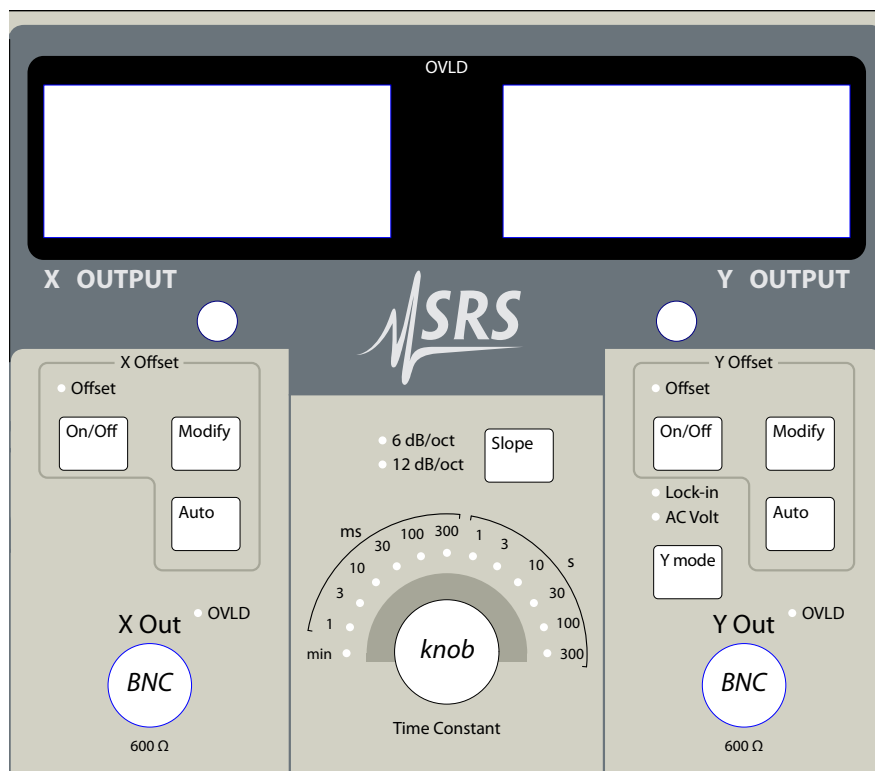 OVLD
X OUTPUT
Y OUTPUT
SRS
X Offset
Offset
On/Off
Modify
Auto
X Out
OVLD
BNC
600 Ω
6 dB/oct
12 dB/oct
Slope
ms
s
min
1
3
10
30
100
300
1
3
10
30
100
300
knob
Time Constant
Y Offset
Offset
On/Off
Modify
Lock-in
AC Volt
Auto
Y mode
Y Out
OVLD
BNC
600 Ω